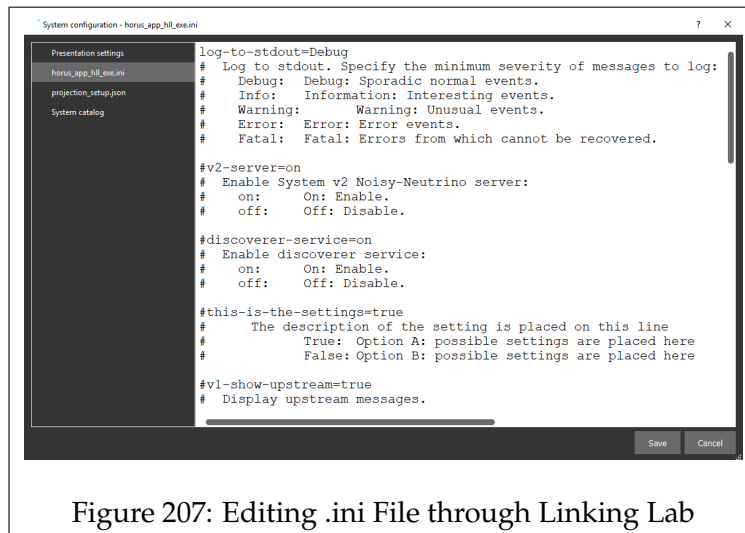 System configuration - horus_app_hll_exe.ini
? ×
Presentation settings
horus_app_hll_exe.ini
projection_setup.json
System catalog
log-to-stdout=Debug
# Log to stdout. Specify the minimum severity of messages to log:
# Debug: Debug: Sporadic normal events.
# Info: Information: Interesting events.
# Warning: Warning: Unusual events.
# Error: Error: Error events.
# Fatal: Fatal: Errors from which cannot be recovered.
#v2-server=on
# Enable System v2 Noisy-Neutrino server:
# on: On: Enable.
# off: Off: Disable.
#discoverer-service=on
# Enable discoverer service:
# on: On: Enable.
# off: Off: Disable.
#this-is-the-settings=true
# The description of the setting is placed on this line
# True: Option A: possible settings are placed here
# False: Option B: possible settings are placed here
#v1-show-upstream=true
# Display upstream messages.
Save Cancel
Figure 207: Editing .ini File through Linking Lab